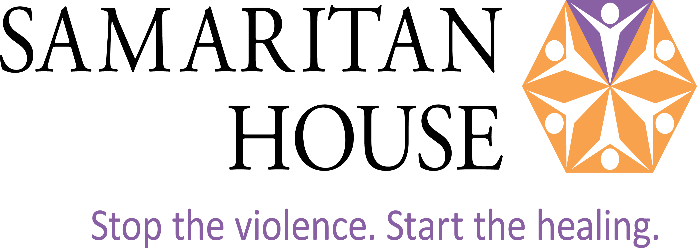 SAMARITAN
HOUSE
Stop the violence. Start the healing.